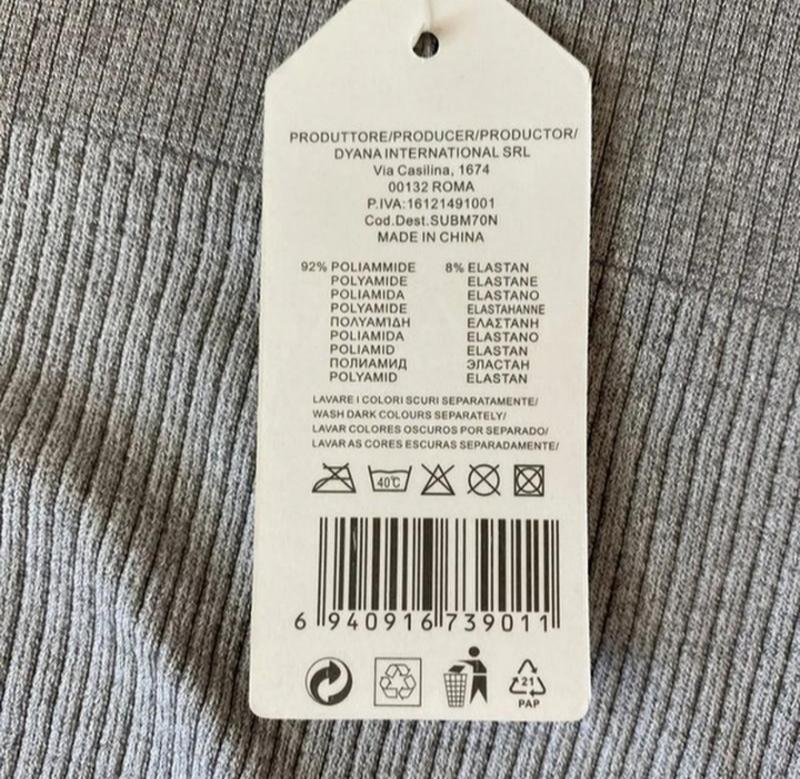 PRODUTTORE/PRODUCER/PRODUCTOR/
DYANA INTERNATIONAL SRL
Via Casilina, 1674
00132 ROMA
P.IVA:16121491001
Cod.Dest.SUBM70N
MADE IN CHINA
92% POLIAMMIDE 8% ELASTAN
POLYAMIDE ELASTANE
POLIAMIDA ELASTANO
POLYAMIDE ELASTAHANNE
ΠΟΛΥΑΜΙΔΗ ΕΛΑΣΤΑΝΗ
POLIAMIDA ELASTANO
POLIAMID ELASTAN
ПОЛИАМИД ЭЛАСТАН
POLYAMID ELASTAN
LAVARE I COLORI SCURI SEPARATAMENTE/
WASH DARK COLOURS SEPARATELY/
LAVAR COLORES OSCUROS POR SEPARADO/
LAVAR AS CORES ESCURAS SEPARADAMENTE/
40℃
6 940916 739011
21
PAP